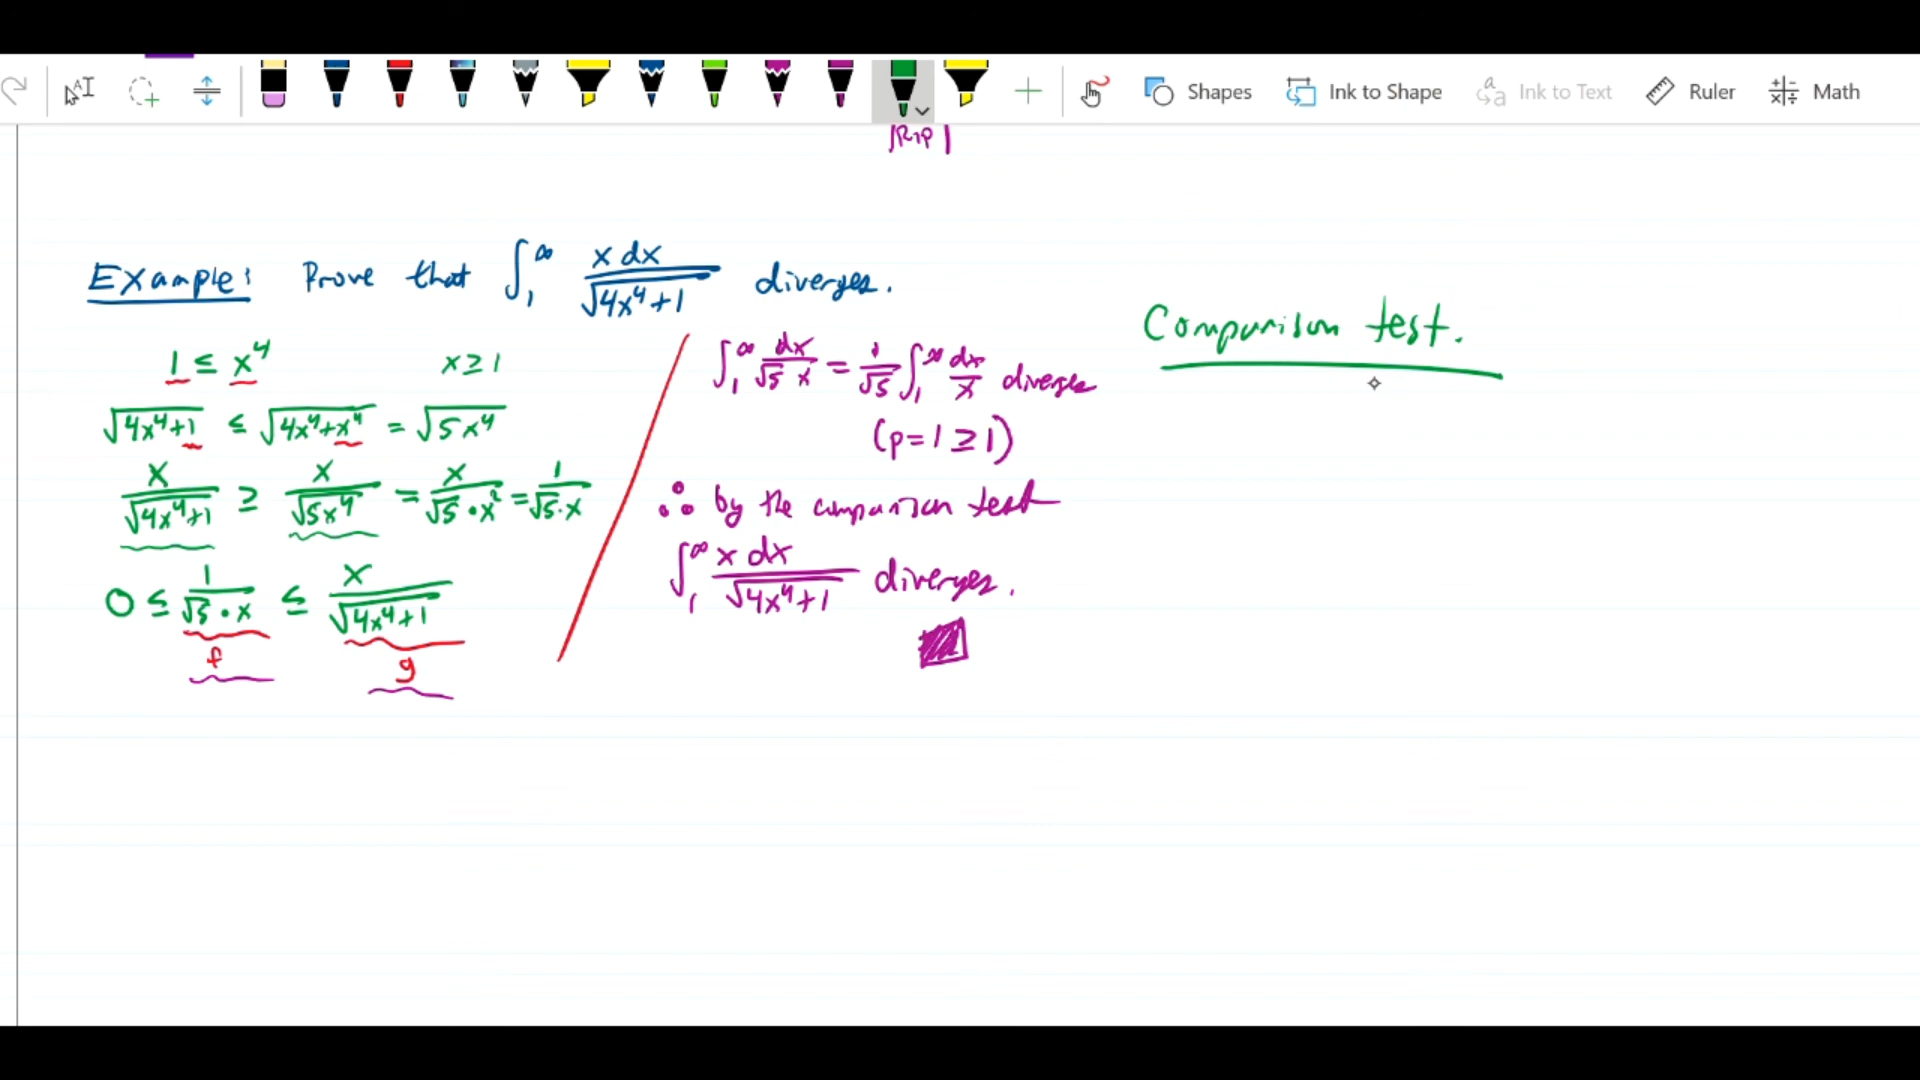 Shapes Ink to Shape Ink to Text Ruler Math
Example: Prove that ∫₁^∞ x dx / √(4x⁴+1) diverges.
1 ≤ x⁴ x ≥ 1
√(4x⁴+1) ≤ √(4x⁴+x⁴) = √(5x⁴)
x/√(4x⁴+1) ≥ x/√(5x⁴) = x/(√5 · x²) = 1/(√5 · x)
0 ≤ 1/(√5 · x) ≤ x/√(4x⁴+1)
f g
∫₁^∞ dx/(√5 x) = 1/√5 ∫₁^∞ dx/x diverges
(p = 1 ≥ 1)
∴ by the comparison test
∫₁^∞ x dx / √(4x⁴+1) diverges.
Comparison test.